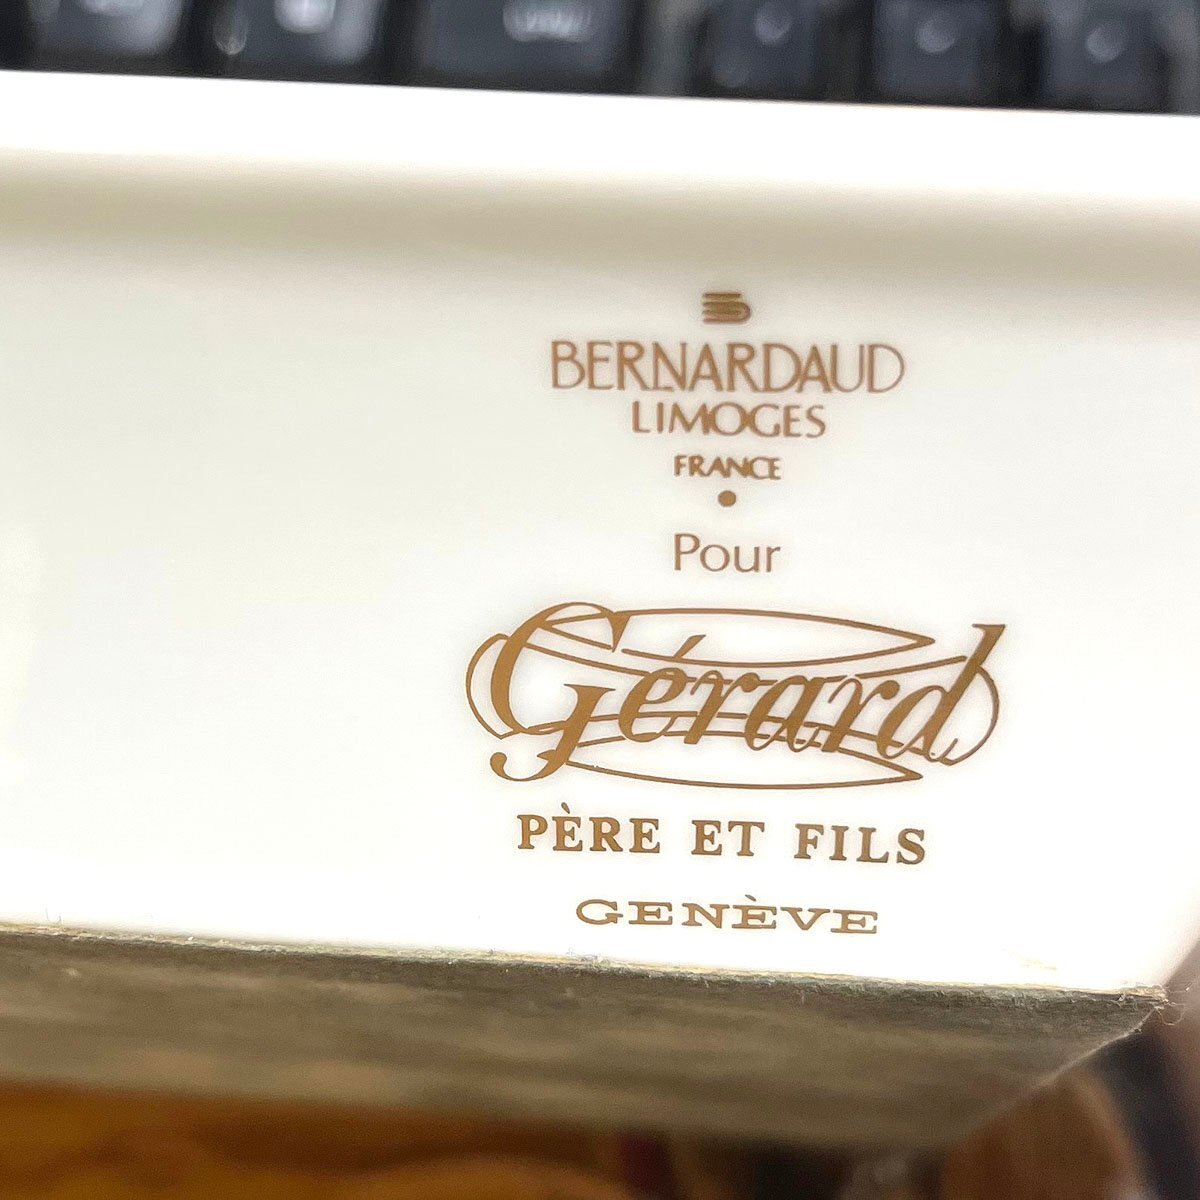 BERNARDAUD
LIMOGES
FRANCE
Pour
Gérard
PÈRE ET FILS
GENÈVE